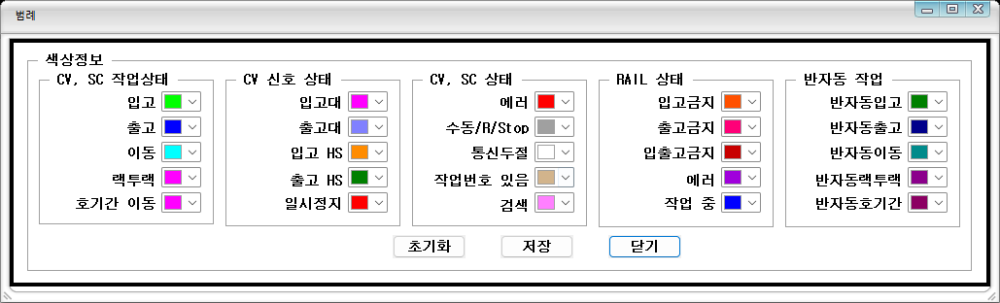 범례
색상정보
CV, SC 작업상태
입고
출고
이동
랙투랙
호기간 이동
CV 신호 상태
입고대
출고대
입고 HS
출고 HS
일시정지
CV, SC 상태
에러
수동/R/Stop
통신두절
작업번호 있음
검색
RAIL 상태
입고금지
출고금지
입출고금지
에러
작업 중
반자동 작업
반자동입고
반자동출고
반자동이동
반자동랙투랙
반자동호기간
초기화
저장
닫기